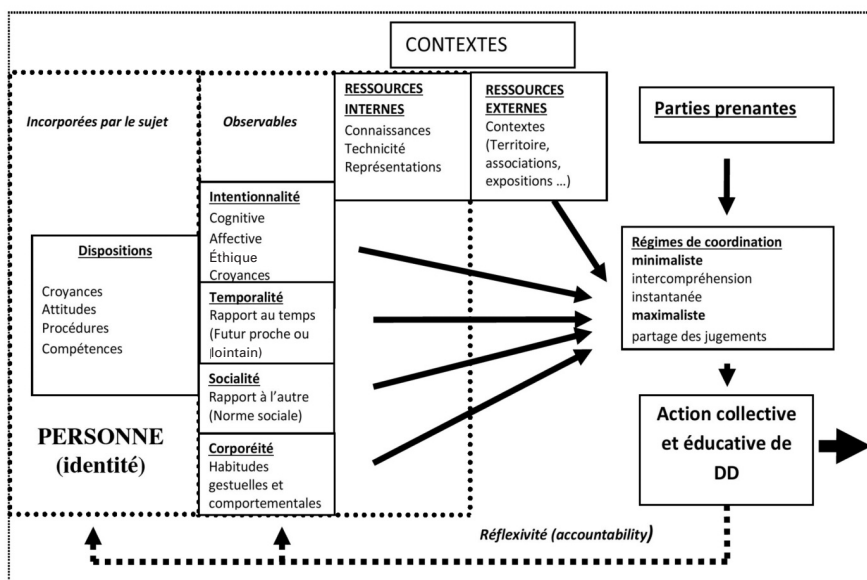 CONTEXTES
Incorporées par le sujet
Observables
RESSOURCES
INTERNES
Connaissances
Technicité
Représentations
RESSOURCES
EXTERNES
Contextes
(Territoire,
associations,
expositions ...)
Parties prenantes
Dispositions
Croyances
Attitudes
Procédures
Compétences
Intentionnalité
Cognitive
Affective
Éthique
Croyances
Temporalité
Rapport au temps
(Futur proche ou
lointain)
Socialité
Rapport à l'autre
(Norme sociale)
Corporéité
Habitudes
gestuelles et
comportementales
PERSONNE
(identité)
Régimes de coordination
minimaliste
intercompréhension
instantanée
maximaliste
partage des jugements
Action collective
et éducative de
DD
Réflexivité (accountability)